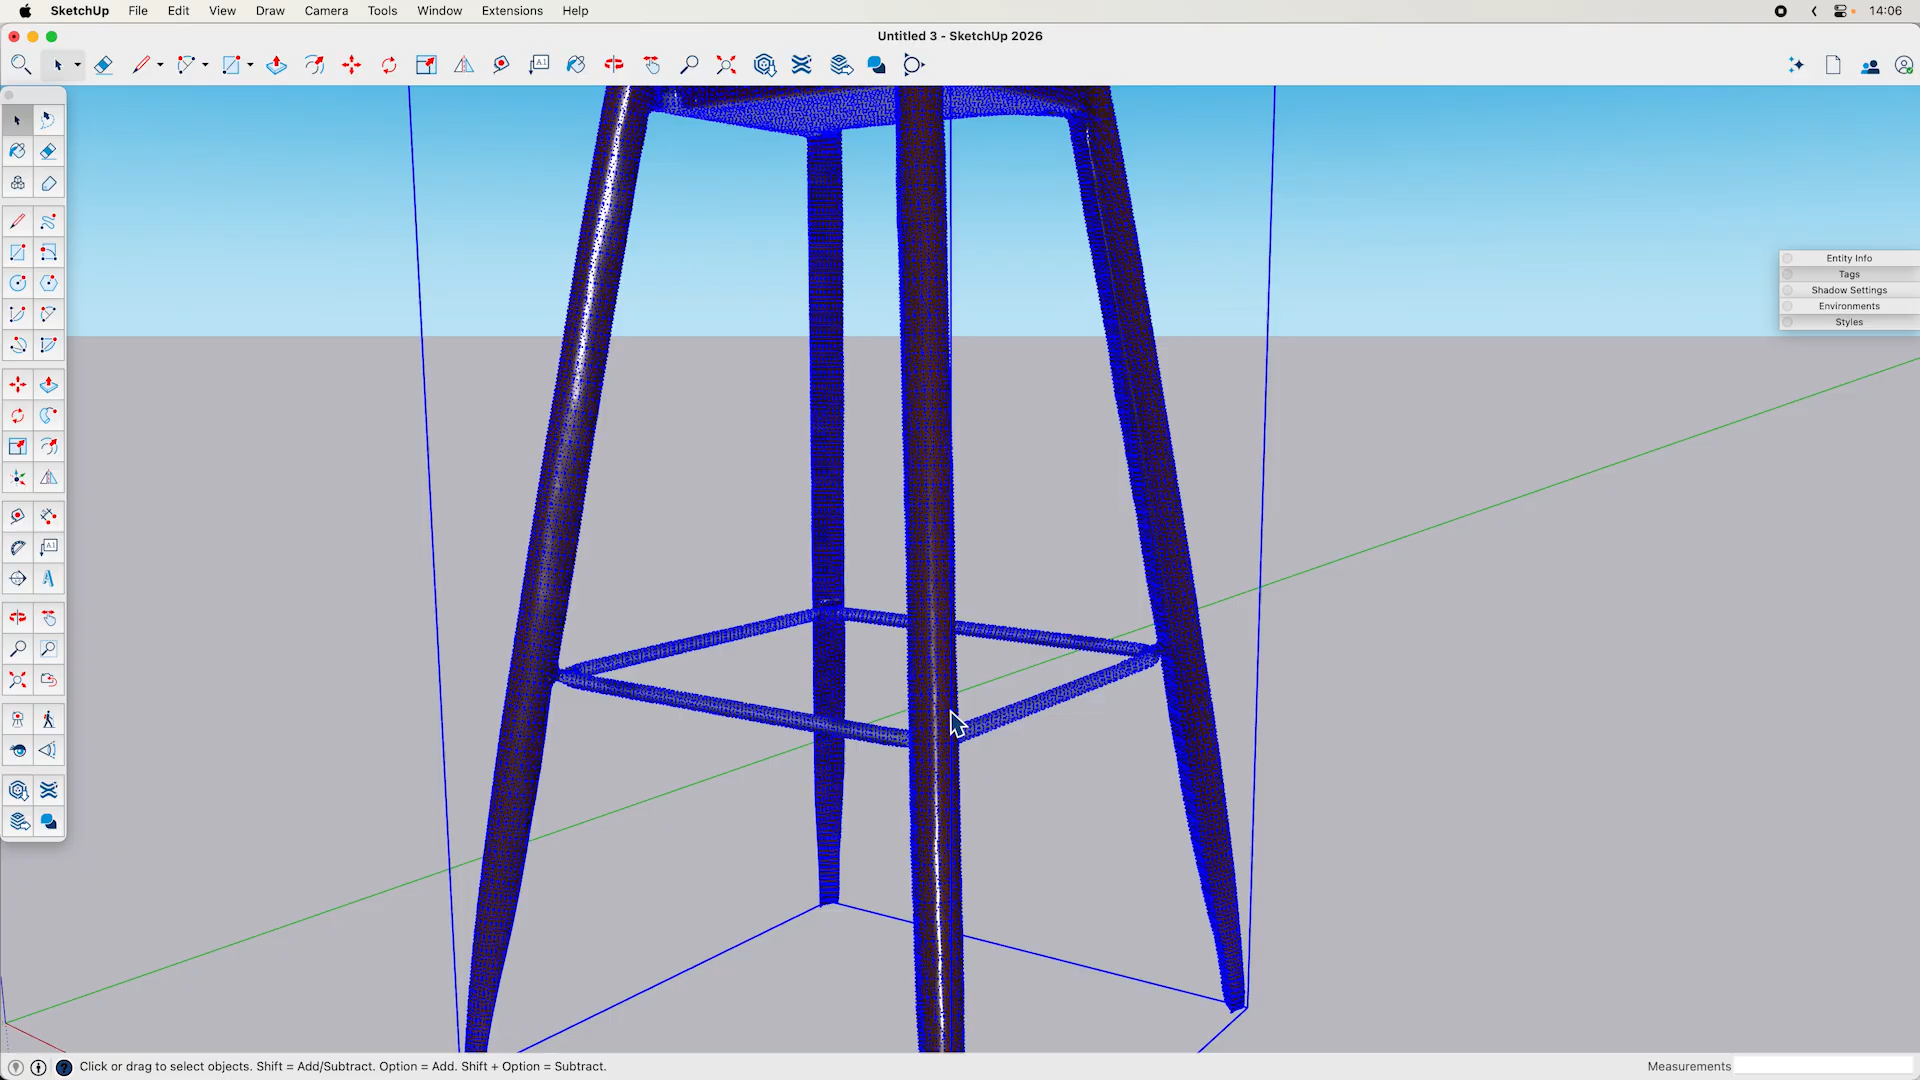 SketchUp File Edit View Draw Camera Tools Window Extensions Help 14:06
Untitled 3 - SketchUp 2026
A1
Entity Info
Tags
Shadow Settings
Environments
Styles
A1
A
Click or drag to select objects. Shift = Add/Subtract. Option = Add. Shift + Option = Subtract. Measurements